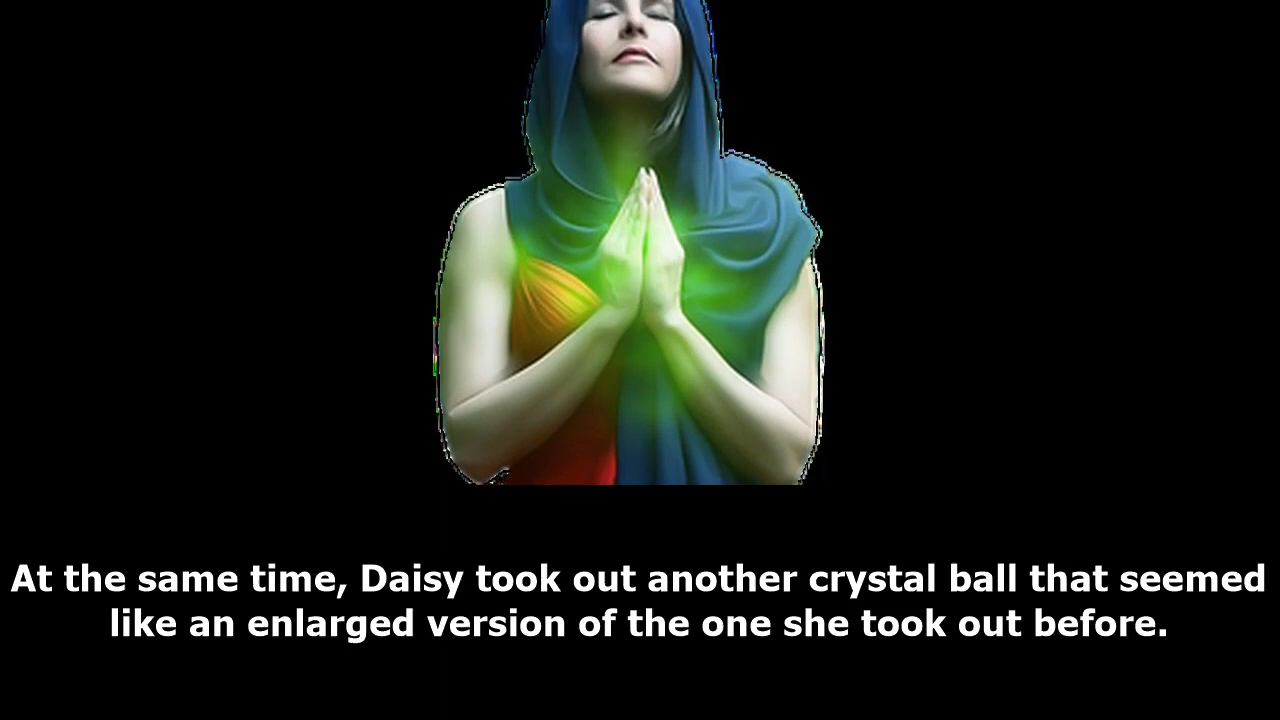 At the same time, Daisy took out another crystal ball that seemed
like an enlarged version of the one she took out before.